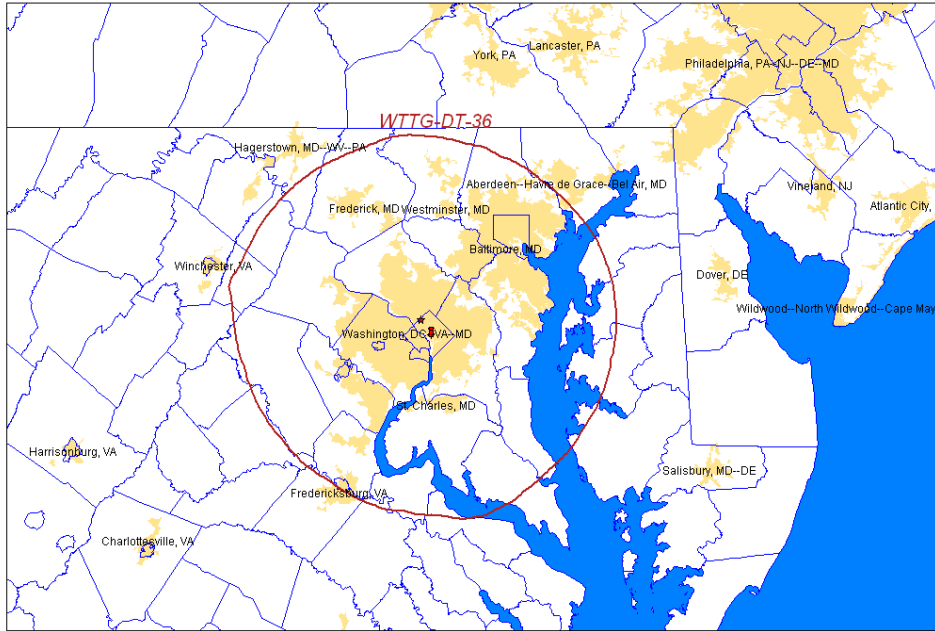 Lancaster, PA
York, PA
Philadelphia, PA--NJ--DE--MD
WTTG-DT-36
Hagerstown, MD--WV--PA
Aberdeen--Havre de Grace--Bel Air, MD
Vineland, NJ
Frederick, MD
Westminster, MD
Atlantic City,
Baltimore, MD
Winchester, VA
Dover, DE
Wildwood--North Wildwood--Cape May
Washington, DC--VA--MD
St. Charles, MD
Harrisonburg, VA
Salisbury, MD--DE
Fredericksburg, VA
Charlottesville, VA